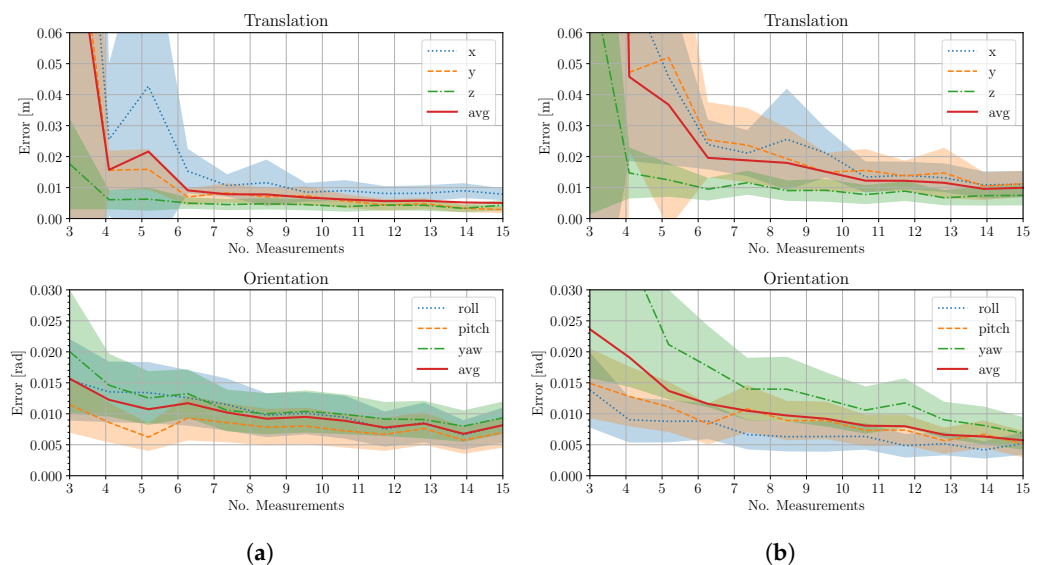 Translation
0.06
0.05
0.04
0.03
0.02
0.01
0.00
Error [m]
x
y
z
avg
3 4 5 6 7 8 9 10 11 12 13 14 15
No. Measurements
Orientation
0.030
0.025
0.020
0.015
0.010
0.005
0.000
Error [rad]
roll
pitch
yaw
avg
3 4 5 6 7 8 9 10 11 12 13 14 15
No. Measurements
(a)
Translation
0.06
0.05
0.04
0.03
0.02
0.01
0.00
Error [m]
x
y
z
avg
3 4 5 6 7 8 9 10 11 12 13 14 15
No. Measurements
Orientation
0.030
0.025
0.020
0.015
0.010
0.005
0.000
Error [rad]
roll
pitch
yaw
avg
3 4 5 6 7 8 9 10 11 12 13 14 15
No. Measurements
(b)